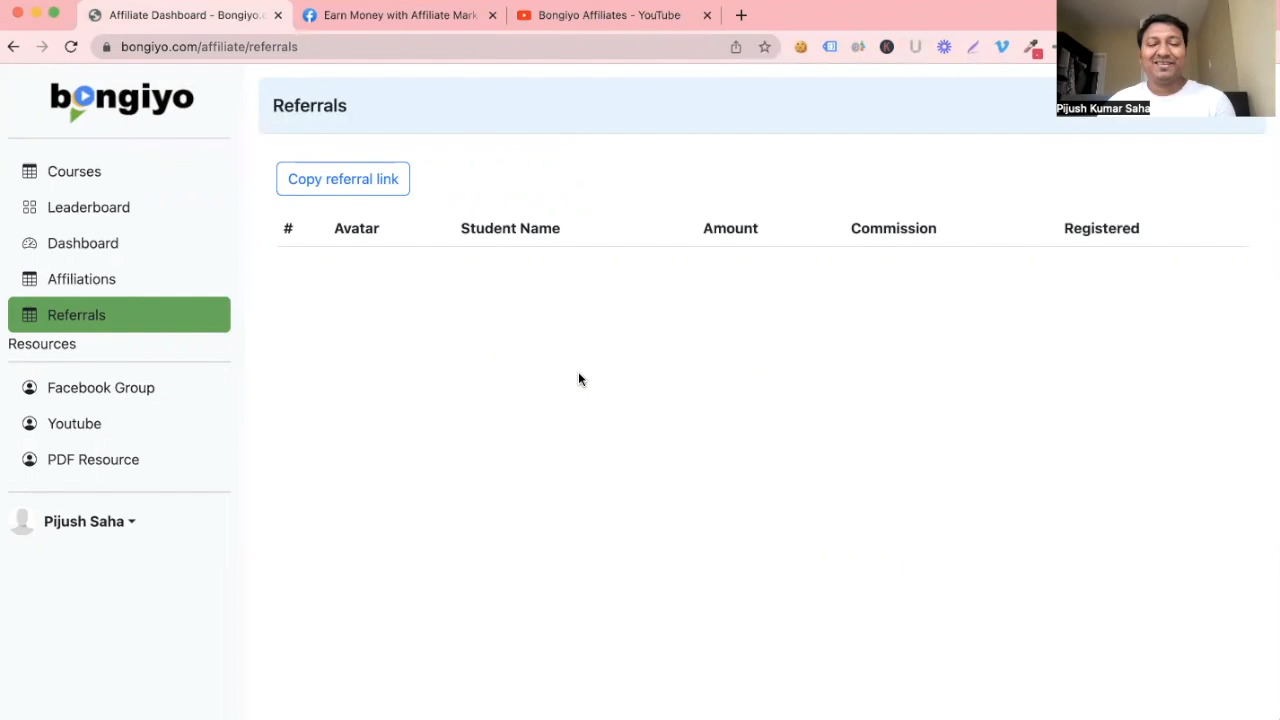 Affiliate Dashboard - Bongiyo.c
Earn Money with Affiliate Mark
Bongiyo Affiliates - YouTube
bongiyo.com/affiliate/referrals
Pijush Kumar Saha
bongiyo
Referrals
Copy referral link
# Avatar Student Name Amount Commission Registered
Courses
Leaderboard
Dashboard
Affiliations
Referrals
Resources
Facebook Group
Youtube
PDF Resource
Pijush Saha